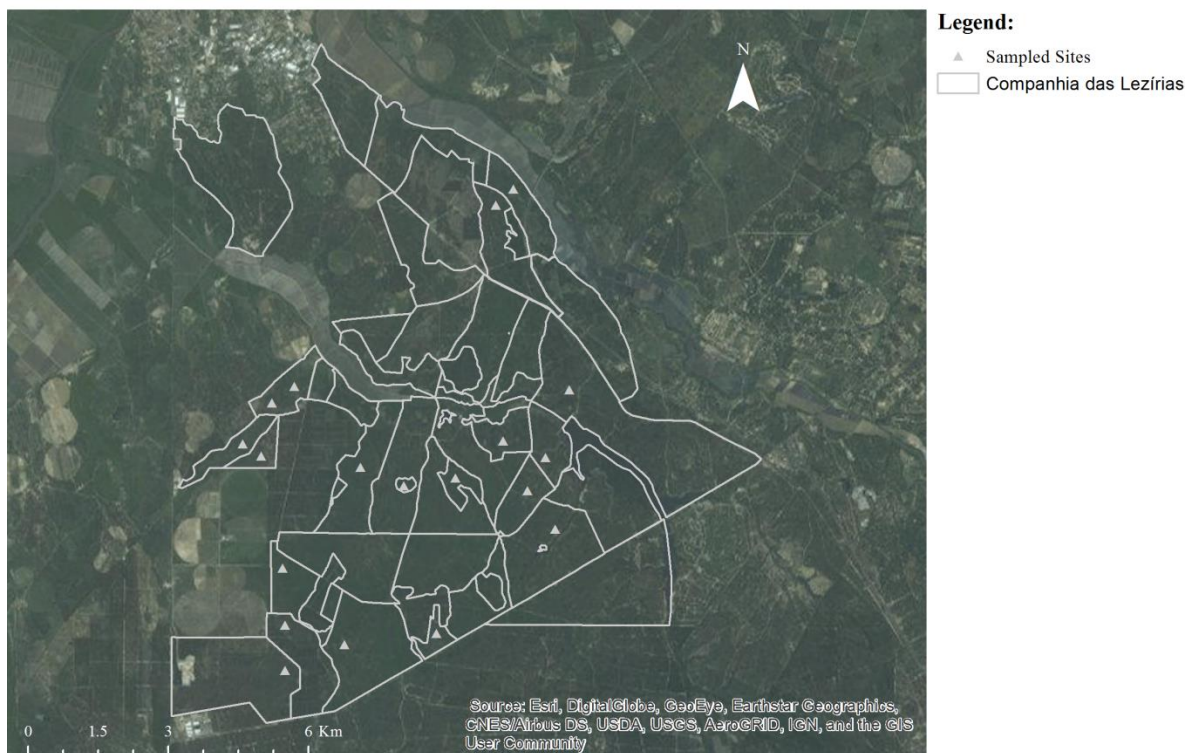 Legend:
N
Sampled Sites
Companhia das Lezírias
Source: Esri, DigitalGlobe, GeoEye, Earthstar Geographics,
CNES/Airbus DS, USDA, USGS, AeroGRID, IGN, and the GIS
User Community
0 1.5 3 6 Km